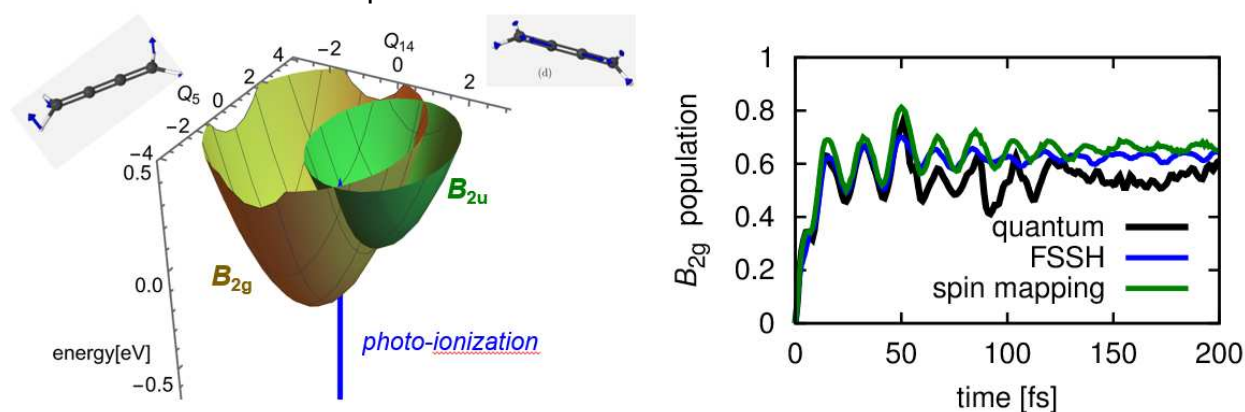 Q14
−2
0
2
4
2
0
−2
−4
Q5
(d)
0.5
0.0
−0.5
energy[eV]
B2u
B2g
photo-ionization
1
0.8
0.6
0.4
0.2
0
B2g population
quantum
FSSH
spin mapping
0
50
100
150
200
time [fs]